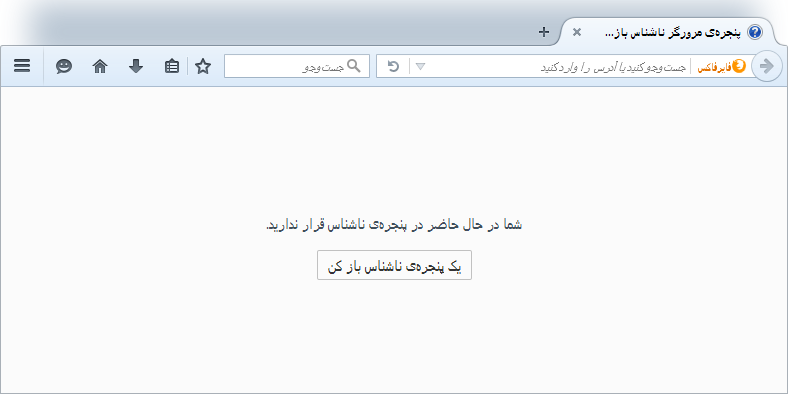 پنجره‌ی مرورگر ناشناس باز...
فایرفاکس
جست‌وجو کنید یا آدرس را وارد کنید
جست‌وجو
شما در حال حاضر در پنجره‌ی ناشناس قرار ندارید.
یک پنجره‌ی ناشناس باز کن